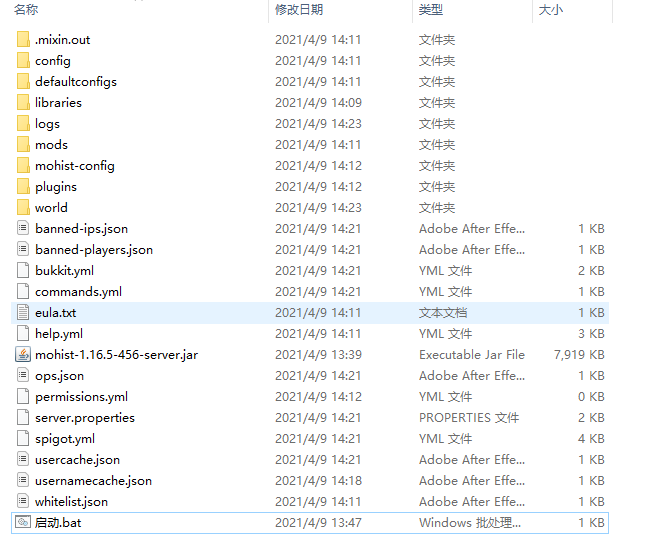 名称 修改日期 类型 大小
.mixin.out 2021/4/9 14:11 文件夹
config 2021/4/9 14:11 文件夹
defaultconfigs 2021/4/9 14:11 文件夹
libraries 2021/4/9 14:09 文件夹
logs 2021/4/9 14:23 文件夹
mods 2021/4/9 14:11 文件夹
mohist-config 2021/4/9 14:12 文件夹
plugins 2021/4/9 14:12 文件夹
world 2021/4/9 14:23 文件夹
banned-ips.json 2021/4/9 14:21 Adobe After Effe... 1 KB
banned-players.json 2021/4/9 14:21 Adobe After Effe... 1 KB
bukkit.yml 2021/4/9 14:21 YML 文件 2 KB
commands.yml 2021/4/9 14:21 YML 文件 1 KB
eula.txt 2021/4/9 14:11 文本文档 1 KB
help.yml 2021/4/9 14:11 YML 文件 3 KB
mohist-1.16.5-456-server.jar 2021/4/9 13:39 Executable Jar File 7,919 KB
ops.json 2021/4/9 14:21 Adobe After Effe... 1 KB
permissions.yml 2021/4/9 14:12 YML 文件 0 KB
server.properties 2021/4/9 14:21 PROPERTIES 文件 2 KB
spigot.yml 2021/4/9 14:21 YML 文件 4 KB
usercache.json 2021/4/9 14:21 Adobe After Effe... 1 KB
usernamecache.json 2021/4/9 14:18 Adobe After Effe... 1 KB
whitelist.json 2021/4/9 14:11 Adobe After Effe... 1 KB
启动.bat 2021/4/9 13:47 Windows 批处理... 1 KB